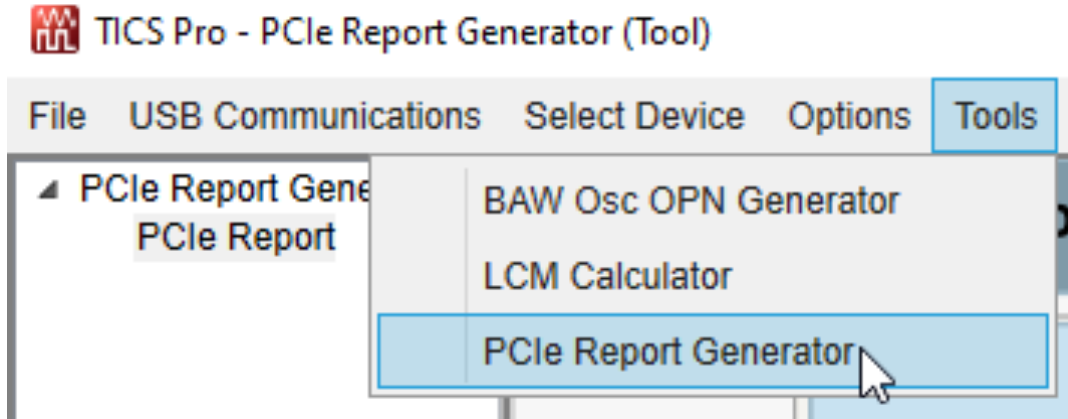 TICS Pro - PCIe Report Generator (Tool)
File USB Communications Select Device Options Tools
PCIe Report Gene
PCIe Report
BAW Osc OPN Generator
LCM Calculator
PCIe Report Generator